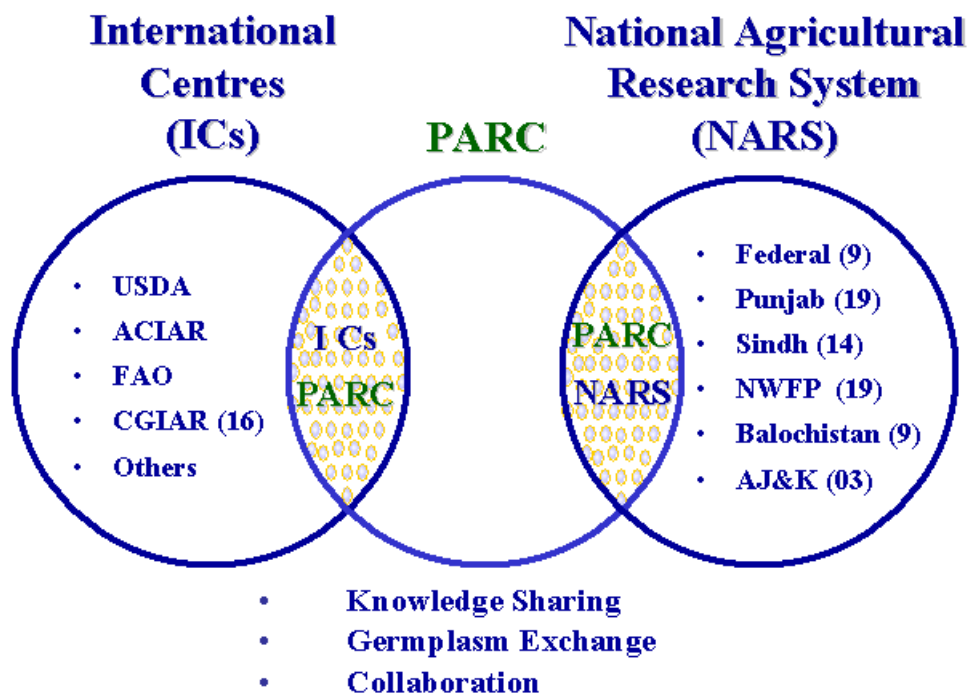 International
Centres
(ICs)
PARC
National Agricultural
Research System
(NARS)
• USDA
• ACIAR
• FAO
• CGIAR (16)
• Others
I Cs
PARC
PARC
NARS
• Federal (9)
• Punjab (19)
• Sindh (14)
• NWFP (19)
• Balochistan (9)
• AJ&K (03)
• Knowledge Sharing
• Germplasm Exchange
• Collaboration